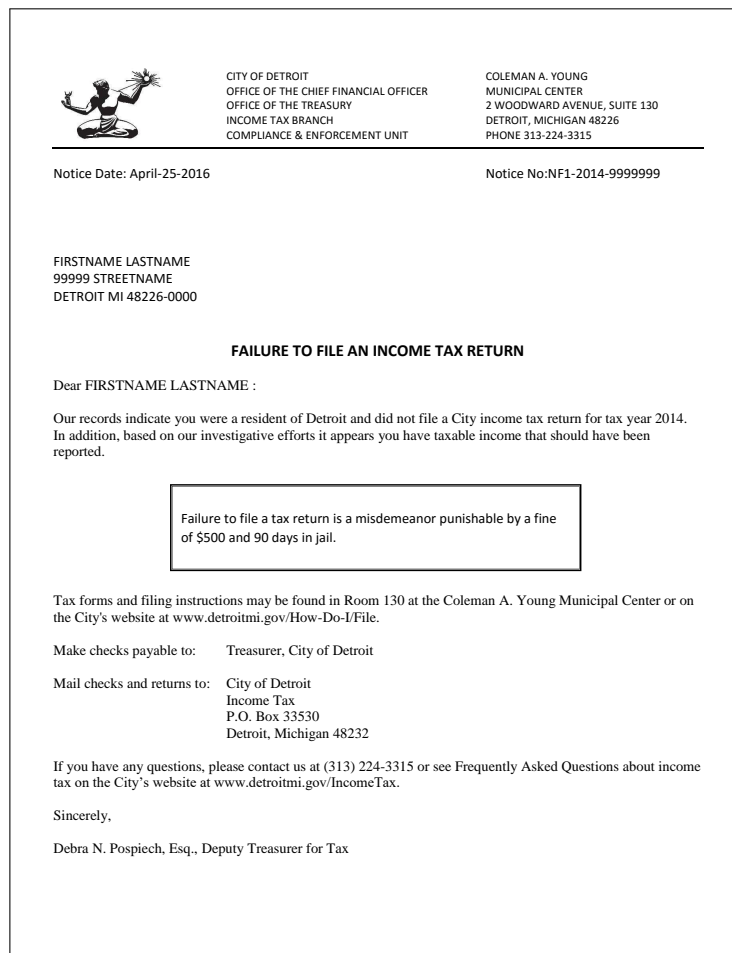 CITY OF DETROIT
OFFICE OF THE CHIEF FINANCIAL OFFICER
OFFICE OF THE TREASURY
INCOME TAX BRANCH
COMPLIANCE & ENFORCEMENT UNIT
COLEMAN A. YOUNG
MUNICIPAL CENTER
2 WOODWARD AVENUE, SUITE 130
DETROIT, MICHIGAN 48226
PHONE 313-224-3315
Notice Date: April-25-2016
Notice No:NF1-2014-9999999
FIRSTNAME LASTNAME
99999 STREETNAME
DETROIT MI 48226-0000
FAILURE TO FILE AN INCOME TAX RETURN
Dear FIRSTNAME LASTNAME :
Our records indicate you were a resident of Detroit and did not file a City income tax return for tax year 2014.
In addition, based on our investigative efforts it appears you have taxable income that should have been
reported.
Failure to file a tax return is a misdemeanor punishable by a fine
of $500 and 90 days in jail.
Tax forms and filing instructions may be found in Room 130 at the Coleman A. Young Municipal Center or on
the City's website at www.detroitmi.gov/How-Do-I/File.
Make checks payable to: Treasurer, City of Detroit
Mail checks and returns to: City of Detroit
Income Tax
P.O. Box 33530
Detroit, Michigan 48232
If you have any questions, please contact us at (313) 224-3315 or see Frequently Asked Questions about income
tax on the City’s website at www.detroitmi.gov/IncomeTax.
Sincerely,
Debra N. Pospiech, Esq., Deputy Treasurer for Tax